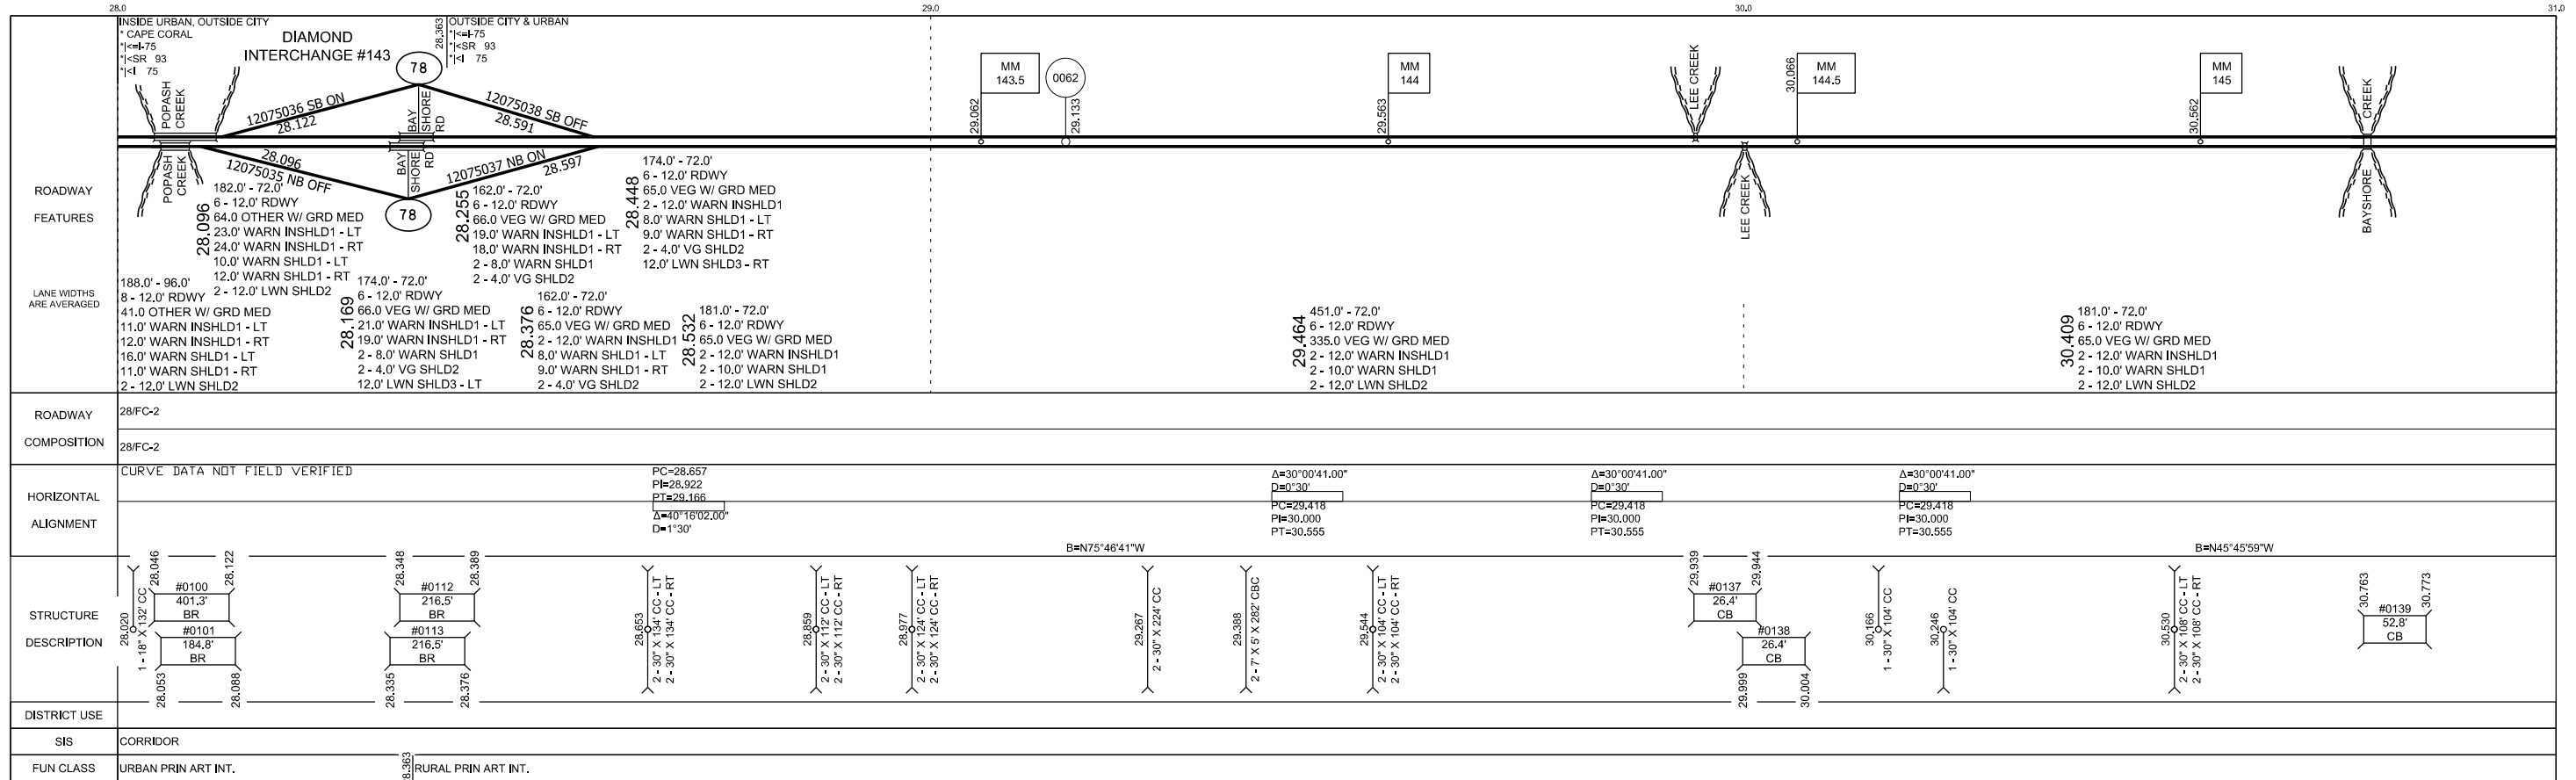 28.0
29.0
30.0
31.0
INSIDE URBAN, OUTSIDE CITY
* CAPE CORAL
*|<=I-75
*|<SR 93
*|<I 75
DIAMOND
INTERCHANGE #143
28.363
OUTSIDE CITY & URBAN
*|<=I-75
*|<SR 93
*|<I 75
78
POPASH
CREEK
12075036 SB ON
28.122
BAY
SHORE
RD
12075038 SB OFF
28.591
MM
143.5
29.062
0062
29.133
MM
144
29.563
LEE CREEK
30.066
MM
144.5
MM
145
30.562
CREEK
ROADWAY
FEATURES
LANE WIDTHS
ARE AVERAGED
POPASH
CREEK
28.096
12075035 NB OFF
BAY
SHORE
RD
12075037 NB ON
28.597
78
LEE CREEK
BAYSHORE
188.0' - 96.0'
8 - 12.0' RDWY
41.0 OTHER W/ GRD MED
11.0' WARN INSHLD1 - LT
12.0' WARN INSHLD1 - RT
16.0' WARN SHLD1 - LT
11.0' WARN SHLD1 - RT
2 - 12.0' LWN SHLD2
28.096
182.0' - 72.0'
6 - 12.0' RDWY
64.0 OTHER W/ GRD MED
23.0' WARN INSHLD1 - LT
24.0' WARN INSHLD1 - RT
10.0' WARN SHLD1 - LT
12.0' WARN SHLD1 - RT
2 - 12.0' LWN SHLD2
28.169
174.0' - 72.0'
6 - 12.0' RDWY
66.0 VEG W/ GRD MED
21.0' WARN INSHLD1 - LT
19.0' WARN INSHLD1 - RT
2 - 8.0' WARN SHLD1
2 - 4.0' VG SHLD2
12.0' LWN SHLD3 - LT
28.255
162.0' - 72.0'
6 - 12.0' RDWY
66.0 VEG W/ GRD MED
19.0' WARN INSHLD1 - LT
18.0' WARN INSHLD1 - RT
2 - 8.0' WARN SHLD1
2 - 4.0' VG SHLD2
28.376
162.0' - 72.0'
6 - 12.0' RDWY
65.0 VEG W/ GRD MED
2 - 12.0' WARN INSHLD1
8.0' WARN SHLD1 - LT
9.0' WARN SHLD1 - RT
2 - 4.0' VG SHLD2
28.448
174.0' - 72.0'
6 - 12.0' RDWY
65.0 VEG W/ GRD MED
2 - 12.0' WARN INSHLD1
8.0' WARN SHLD1 - LT
9.0' WARN SHLD1 - RT
2 - 4.0' VG SHLD2
12.0' LWN SHLD3 - RT
28.532
181.0' - 72.0'
6 - 12.0' RDWY
65.0 VEG W/ GRD MED
2 - 12.0' WARN INSHLD1
2 - 10.0' WARN SHLD1
2 - 12.0' LWN SHLD2
29.464
451.0' - 72.0'
6 - 12.0' RDWY
335.0 VEG W/ GRD MED
2 - 12.0' WARN INSHLD1
2 - 10.0' WARN SHLD1
2 - 12.0' LWN SHLD2
30.409
181.0' - 72.0'
6 - 12.0' RDWY
65.0 VEG W/ GRD MED
2 - 12.0' WARN INSHLD1
2 - 10.0' WARN SHLD1
2 - 12.0' LWN SHLD2
ROADWAY
COMPOSITION
28/FC-2
28/FC-2
HORIZONTAL
ALIGNMENT
CURVE DATA NOT FIELD VERIFIED
PC=28.657
PI=28.922
PT=29.166
Δ=40°16'02.00"
D=1°30'
B=N75°46'41"W
Δ=30°00'41.00"
D=0°30'
PC=29.418
PI=30.000
PT=30.555
Δ=30°00'41.00"
D=0°30'
PC=29.418
PI=30.000
PT=30.555
Δ=30°00'41.00"
D=0°30'
PC=29.418
PI=30.000
PT=30.555
B=N45°45'59"W
STRUCTURE
DESCRIPTION
28.020
1 - 18" X 132' CC
28.046
28.122
#0100
401.3'
BR
#0101
184.8'
BR
28.053
28.088
28.348
28.389
#0112
216.5'
BR
#0113
216.5'
BR
28.335
28.376
28.653
2 - 30" X 134' CC - LT
2 - 30" X 134' CC - RT
28.859
2 - 30" X 112' CC - LT
2 - 30" X 112' CC - RT
28.977
2 - 30" X 124' CC - LT
2 - 30" X 124' CC - RT
29.267
2 - 30" X 224' CC
29.388
2 - 7' X 5' X 282' CBC
29.544
2 - 30" X 104' CC - LT
2 - 30" X 104' CC - RT
29.939
29.944
#0137
26.4'
CB
#0138
26.4'
CB
29.999
30.004
30.166
1 - 30" X 104' CC
30.246
1 - 30" X 104' CC
30.530
2 - 30" X 108' CC - LT
2 - 30" X 108' CC - RT
30.763
30.773
#0139
52.8'
CB
DISTRICT USE
SIS
CORRIDOR
FUN CLASS
URBAN PRIN ART INT.
28.363
RURAL PRIN ART INT.